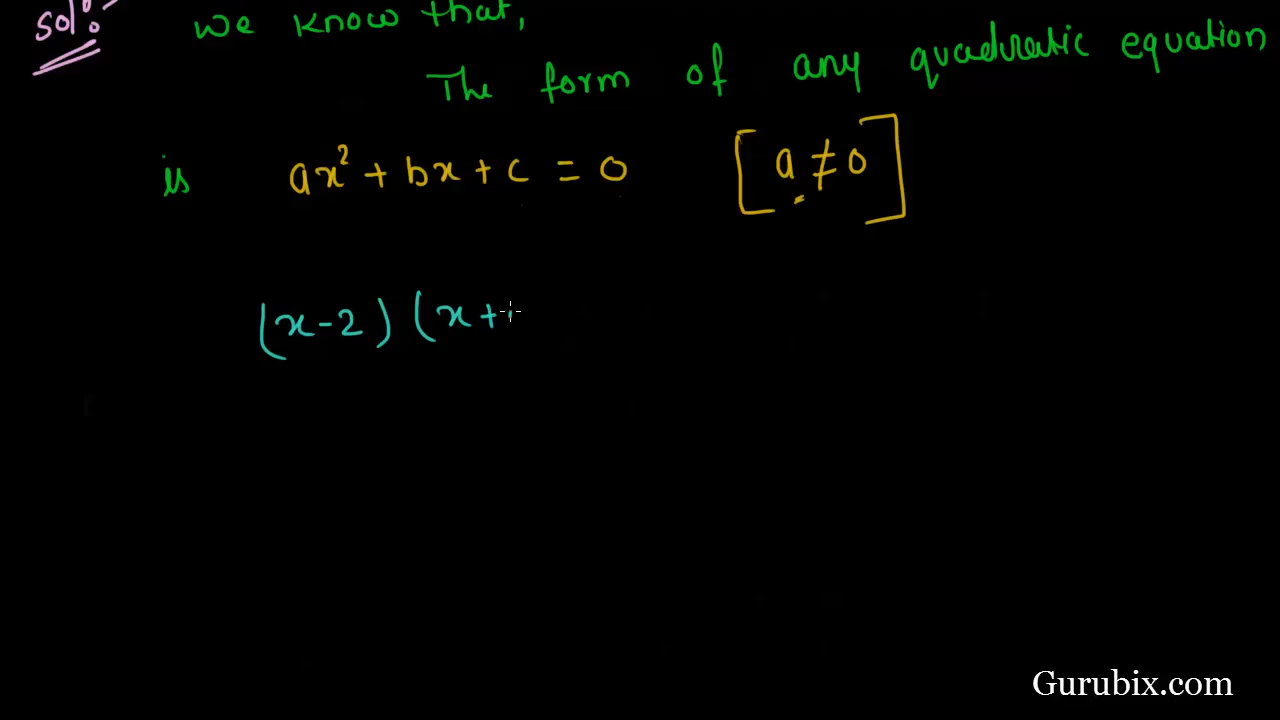 Sol:-
We know that,
The form of any quadratic equation
is ax² + bx + c = 0 [a ≠ 0]
(x-2) (x+
Gurubix.com